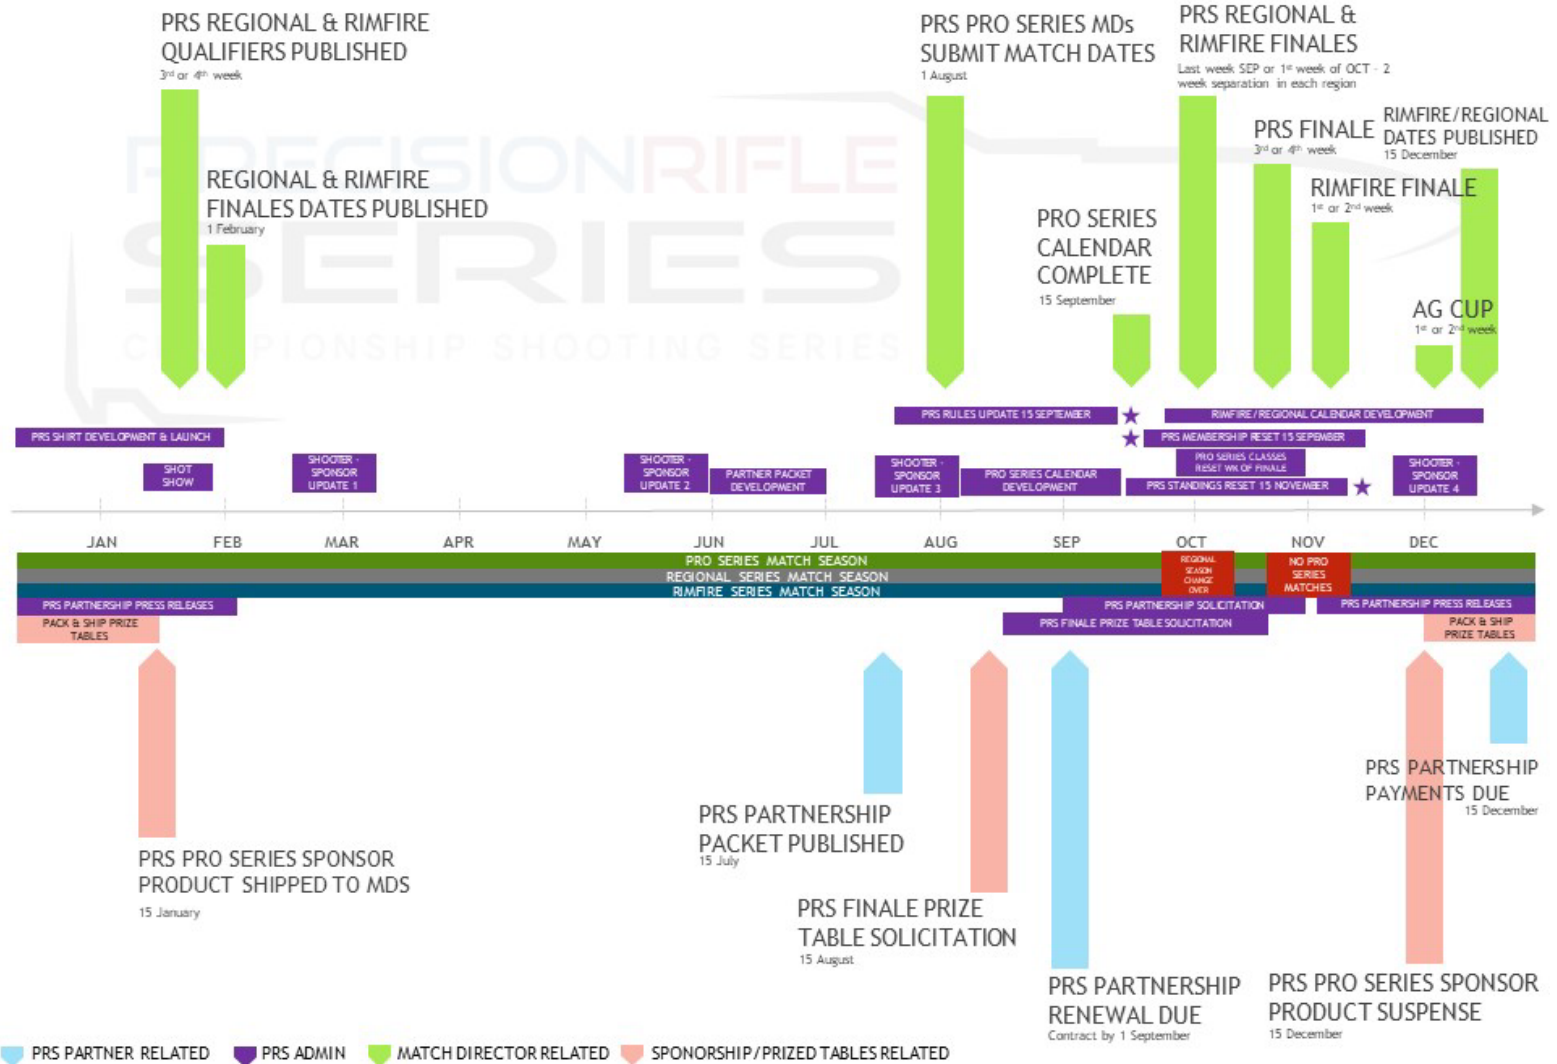 PRS REGIONAL & RIMFIRE
QUALIFIERS PUBLISHED
3rd or 4th week
REGIONAL & RIMFIRE
FINALES DATES PUBLISHED
1 February
PRS PRO SERIES MDs
SUBMIT MATCH DATES
1 August
PRO SERIES
CALENDAR
COMPLETE
15 September
PRS REGIONAL &
RIMFIRE FINALES
Last week SEP or 1st week of OCT - 2
week separation in each region
PRS FINALE
3rd or 4th week
RIMFIRE/REGIONAL
DATES PUBLISHED
15 December
RIMFIRE FINALE
1st or 2nd week
AG CUP
1st or 2nd week
PRECISIONRIFLE
SERIES
CHAMPIONSHIP SHOOTING SERIES
PRS SHIRT DEVELOPMENT & LAUNCH
SHOT
SHOW
SHOOTER -
SPONSOR
UPDATE 1
SHOOTER -
SPONSOR
UPDATE 2
PARTNER PACKET
DEVELOPMENT
SHOOTER -
SPONSOR
UPDATE 3
PRS RULES UPDATE 15 SEPTEMBER
PRO SERIES CALENDAR
DEVELOPMENT
RIMFIRE/REGIONAL CALENDAR DEVELOPMENT
PRS MEMBERSHIP RESET 15 SEPEMBER
PRO SERIES CLASSES
RESET WK OF FINALE
PRS STANDINGS RESET 15 NOVEMBER
SHOOTER -
SPONSOR
UPDATE 4
JAN
FEB
MAR
APR
MAY
JUN
JUL
AUG
SEP
OCT
NOV
DEC
PRO SERIES MATCH SEASON
REGIONAL SERIES MATCH SEASON
RIMFIRE SERIES MATCH SEASON
REGIONAL
SEASON
CHANGE
OVER
NO PRO
SERIES
MATCHES
PRS PARTNERSHIP PRESS RELEASES
PACK & SHIP PRIZE
TABLES
PRS PARTNERSHIP SOLICITATION
PRS FINALE PRIZE TABLE SOLICITATION
PRS PARTNERSHIP PRESS RELEASES
PACK & SHIP
PRIZE TABLES
PRS PRO SERIES SPONSOR
PRODUCT SHIPPED TO MDS
15 January
PRS PARTNERSHIP
PACKET PUBLISHED
15 July
PRS FINALE PRIZE
TABLE SOLICITATION
15 August
PRS PARTNERSHIP
RENEWAL DUE
Contract by 1 September
PRS PARTNERSHIP
PAYMENTS DUE
15 December
PRS PRO SERIES SPONSOR
PRODUCT SUSPENSE
15 December
PRS PARTNER RELATED
PRS ADMIN
MATCH DIRECTOR RELATED
SPONORSHIP/PRIZED TABLES RELATED